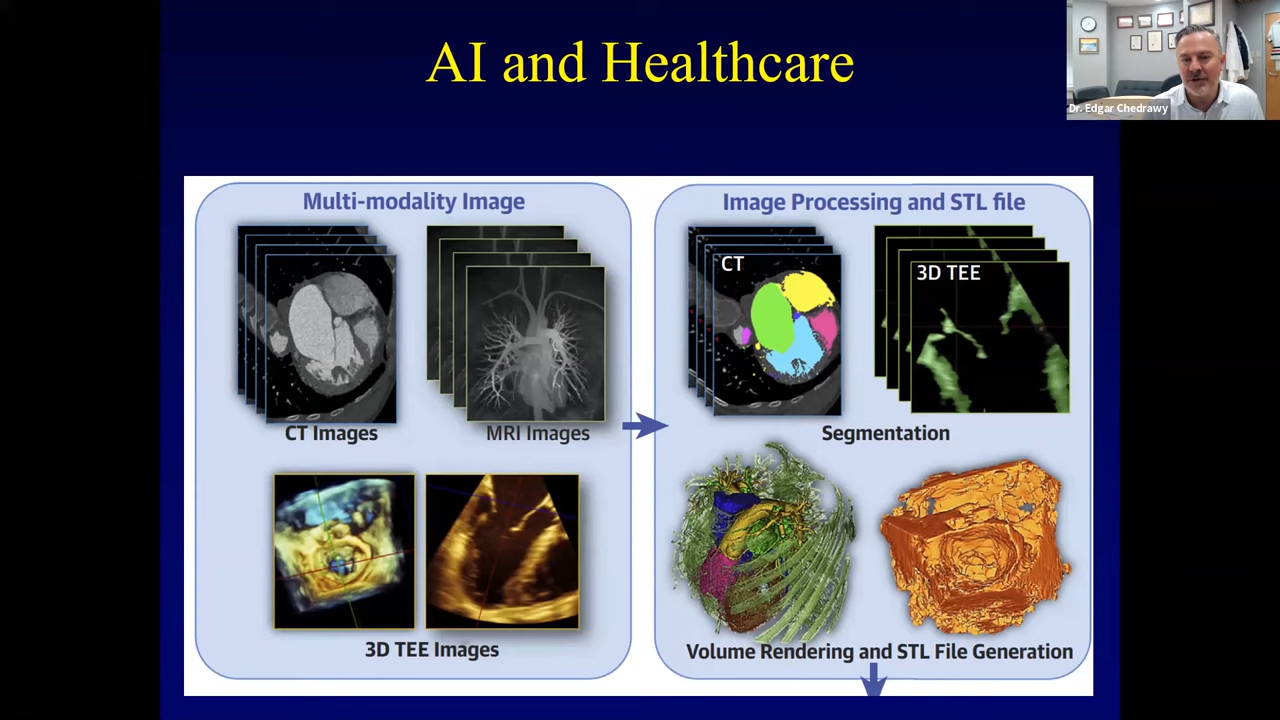 AI and Healthcare
Dr. Edgar Chedrawy
Multi-modality Image
CT Images
MRI Images
3D TEE Images
Image Processing and STL file
CT
3D TEE
Segmentation
Volume Rendering and STL File Generation